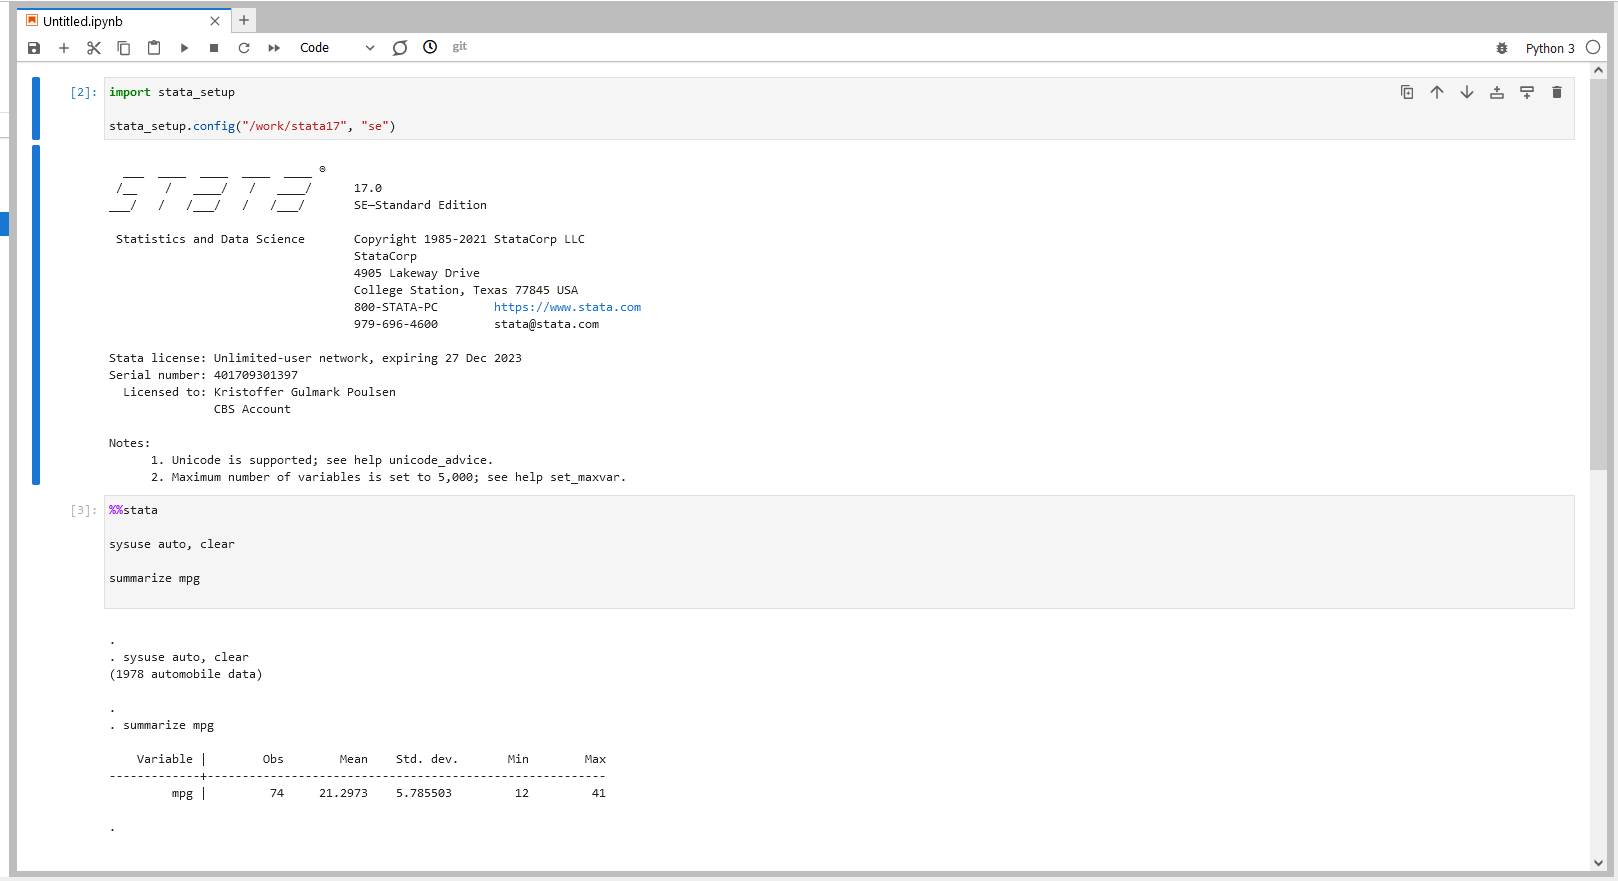 Untitled.ipynb
Code
git
Python 3
[2]:
import stata_setup
stata_setup.config("/work/stata17", "se")
___  ____  ____  ____  ____ ®
/__    /   ____/   /   ____/      17.0
___/   /   /___/   /   /___/       SE—Standard Edition
Statistics and Data Science       Copyright 1985-2021 StataCorp LLC
StataCorp
4905 Lakeway Drive
College Station, Texas 77845 USA
800-STATA-PC        https://www.stata.com
979-696-4600        stata@stata.com
Stata license: Unlimited-user network, expiring 27 Dec 2023
Serial number: 401709301397
Licensed to: Kristoffer Gulmark Poulsen
CBS Account
Notes:
1. Unicode is supported; see help unicode_advice.
2. Maximum number of variables is set to 5,000; see help set_maxvar.
[3]:
%%stata
sysuse auto, clear
summarize mpg
.
. sysuse auto, clear
(1978 automobile data)
.
. summarize mpg
Variable |        Obs        Mean    Std. dev.       Min        Max
-------------+---------------------------------------------------------
mpg |         74     21.2973    5.785503         12         41
.